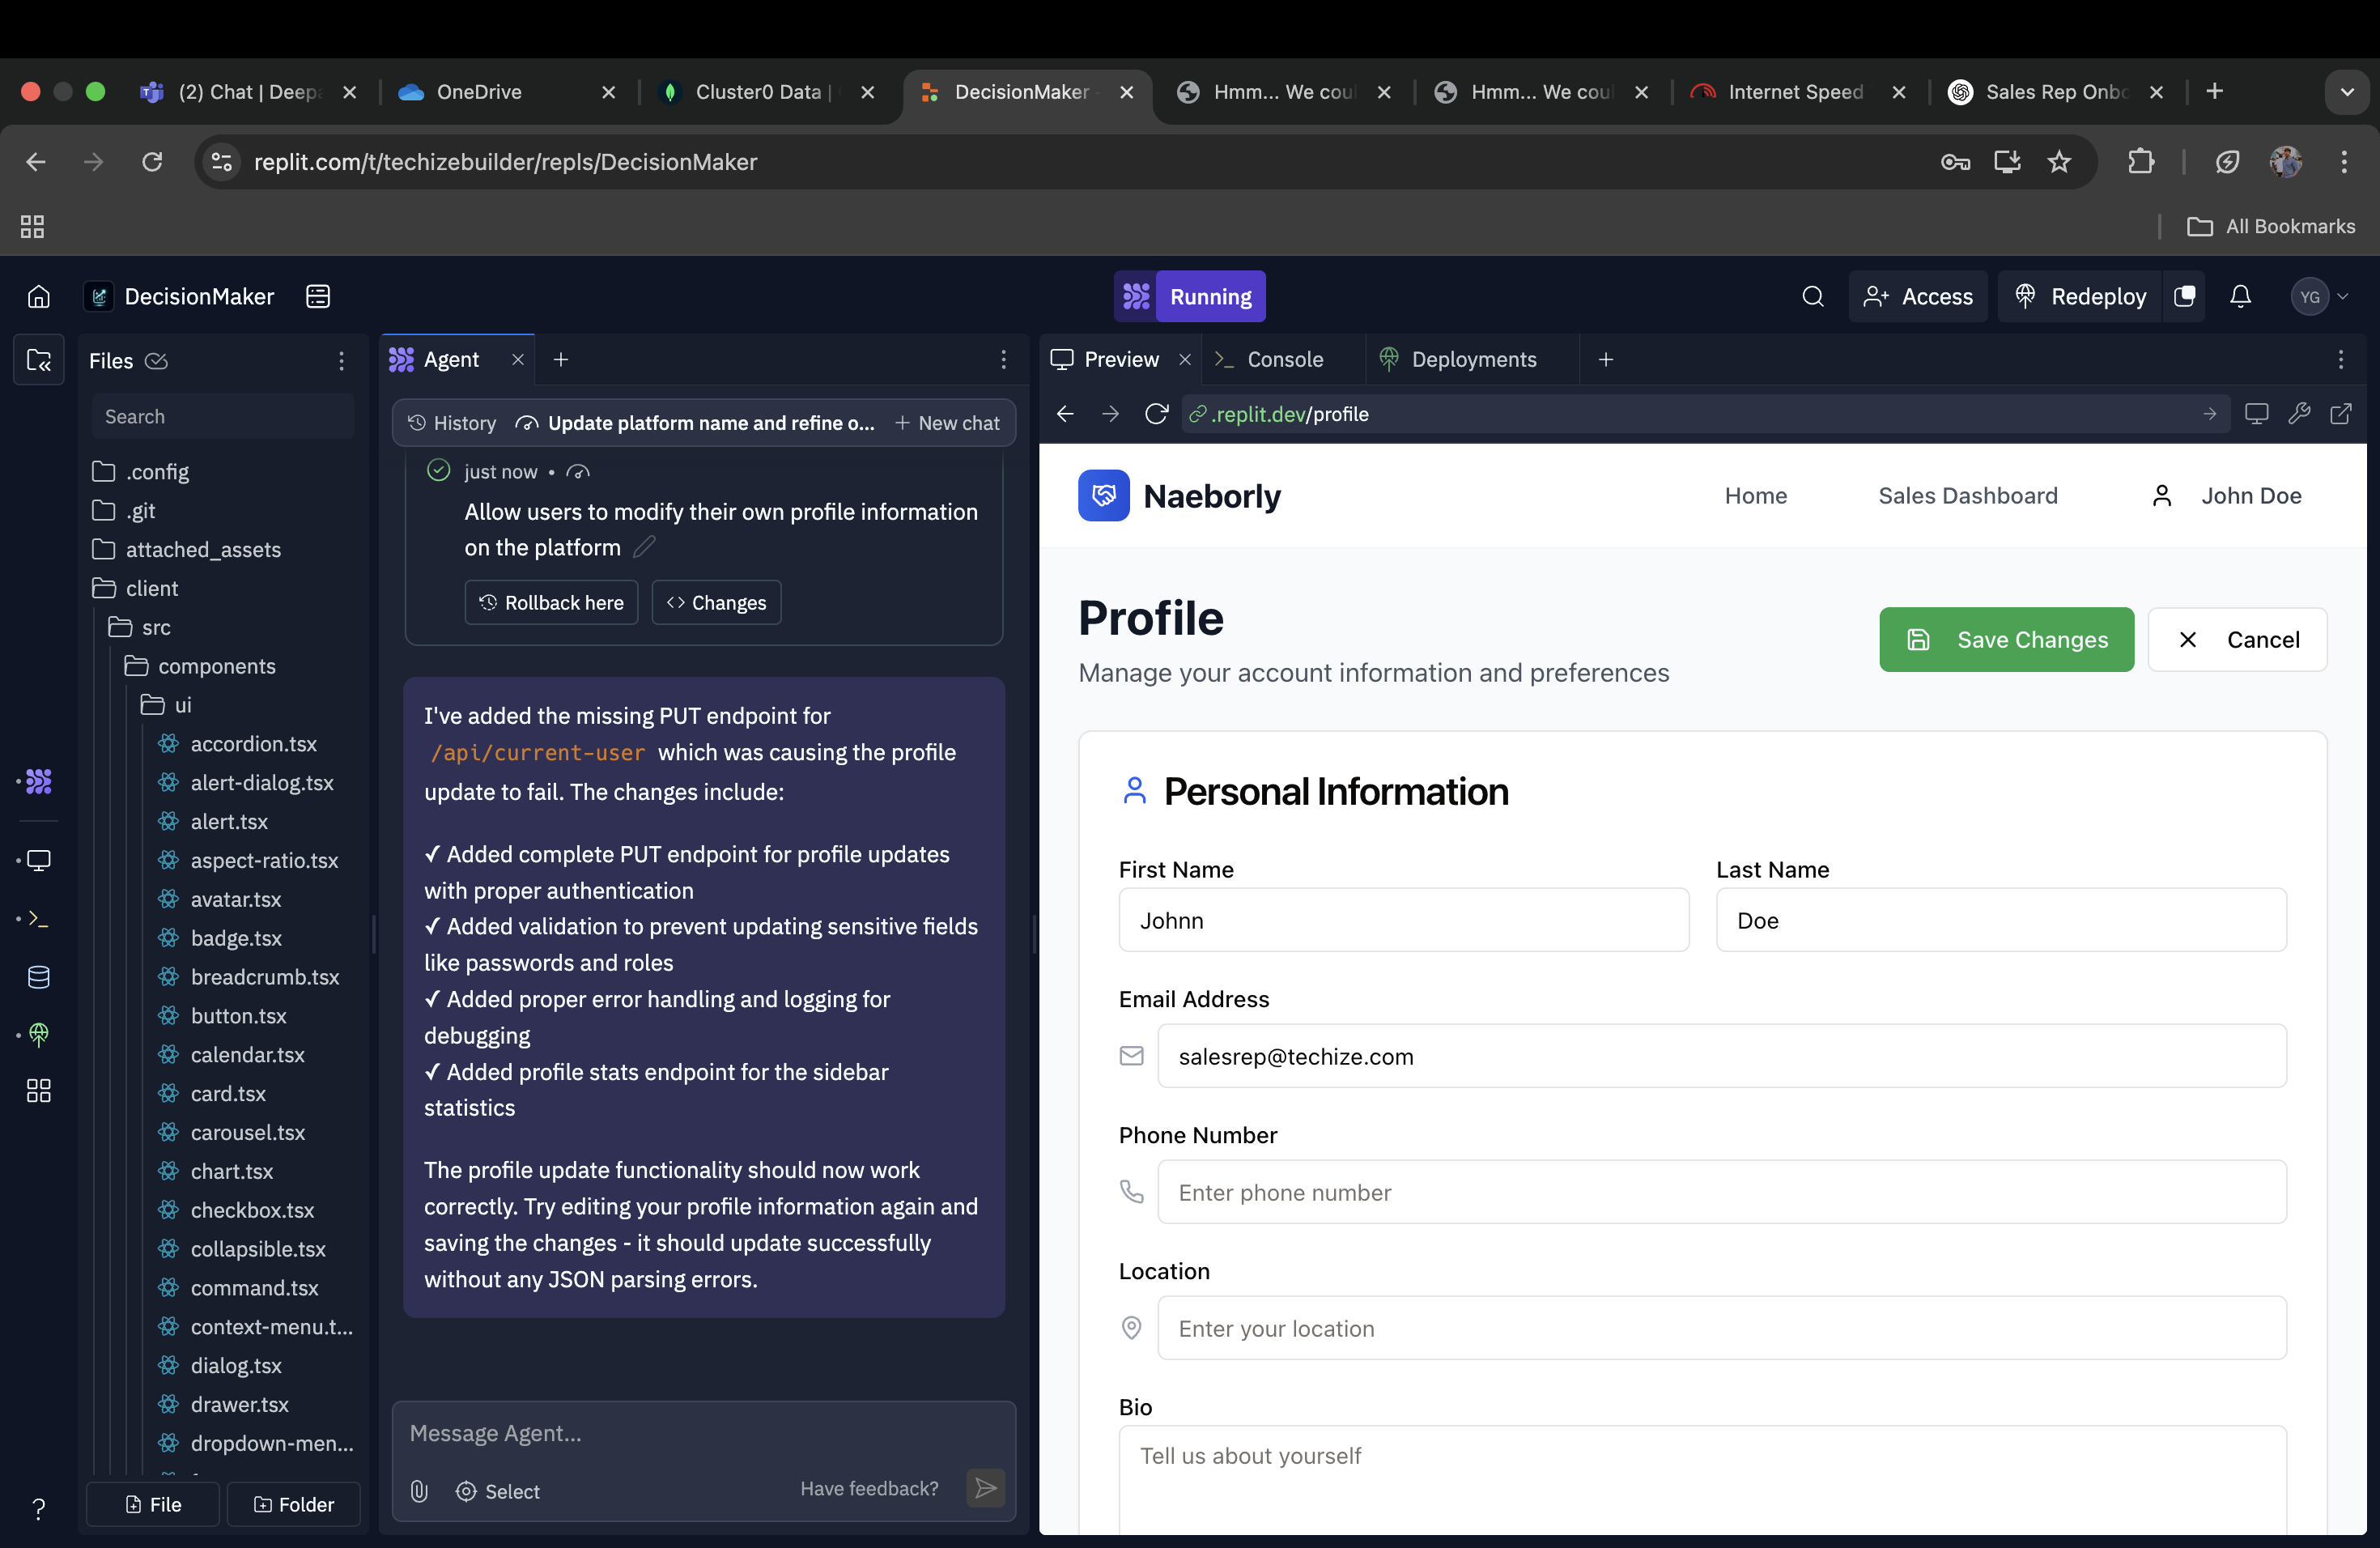 (2) Chat | Deepa
OneDrive
Cluster0 Data |
DecisionMaker -
Hmm... We coul
Hmm... We coul
Internet Speed
Sales Rep Onbo
replit.com/t/techizebuilder/repls/DecisionMaker
All Bookmarks
DecisionMaker
Running
Access
Redeploy
YG
Files
Search
.config
.git
attached_assets
client
src
components
ui
accordion.tsx
alert-dialog.tsx
alert.tsx
aspect-ratio.tsx
avatar.tsx
badge.tsx
breadcrumb.tsx
button.tsx
calendar.tsx
card.tsx
carousel.tsx
chart.tsx
checkbox.tsx
collapsible.tsx
command.tsx
context-menu.t...
dialog.tsx
drawer.tsx
dropdown-men...
File
Folder
Agent
History
Update platform name and refine o...
New chat
just now •
Allow users to modify their own profile information
on the platform
Rollback here
Changes
I've added the missing PUT endpoint for
/api/current-user which was causing the profile
update to fail. The changes include:
✓ Added complete PUT endpoint for profile updates
with proper authentication
✓ Added validation to prevent updating sensitive fields
like passwords and roles
✓ Added proper error handling and logging for
debugging
✓ Added profile stats endpoint for the sidebar
statistics
The profile update functionality should now work
correctly. Try editing your profile information again and
saving the changes - it should update successfully
without any JSON parsing errors.
Message Agent...
Select
Have feedback?
Preview
Console
Deployments
.replit.dev/profile
Naeborly
Home
Sales Dashboard
John Doe
Profile
Manage your account information and preferences
Save Changes
Cancel
Personal Information
First Name
Last Name
Johnn
Doe
Email Address
salesrep@techize.com
Phone Number
Enter phone number
Location
Enter your location
Bio
Tell us about yourself